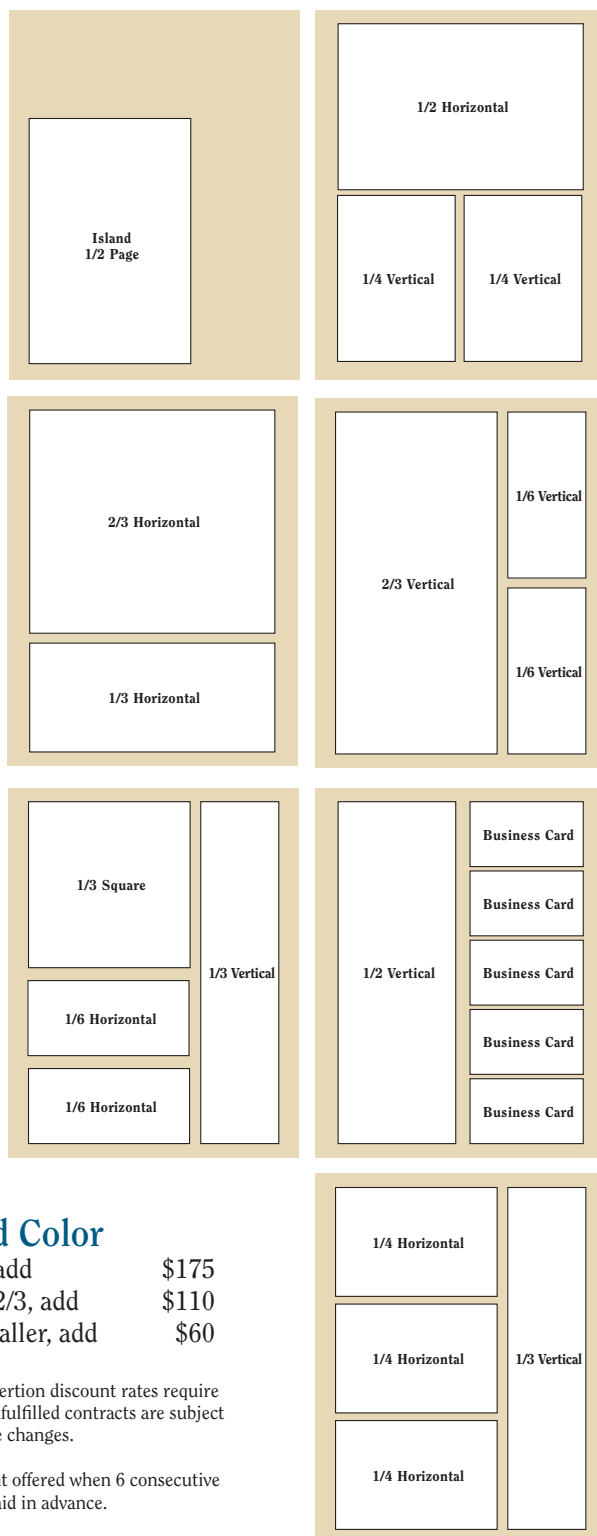 Island
1/2 Page
1/2 Horizontal
1/4 Vertical
1/4 Vertical
2/3 Horizontal
1/3 Horizontal
2/3 Vertical
1/6 Vertical
1/6 Vertical
1/3 Square
1/6 Horizontal
1/6 Horizontal
1/3 Vertical
1/2 Vertical
Business Card
Business Card
Business Card
Business Card
Business Card
Color
add $175
2/3, add $110
add $60
discount rates require
contracts are subject
changes.
offered when 6 consecutive
in advance.
1/4 Horizontal
1/4 Horizontal
1/4 Horizontal
1/3 Vertical